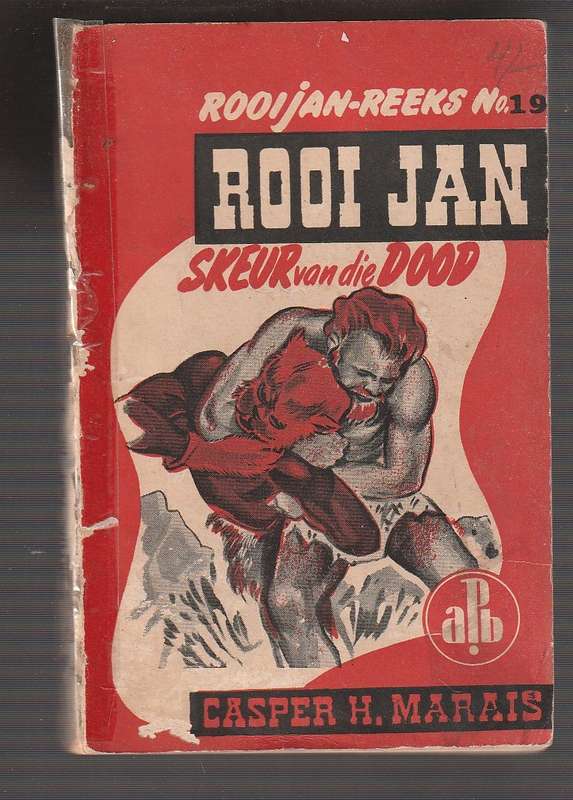 ROOI JAN-REEKS No. 19
ROOI JAN
SKEUR van die DOOD
aPb
CASPER H. MARAIS